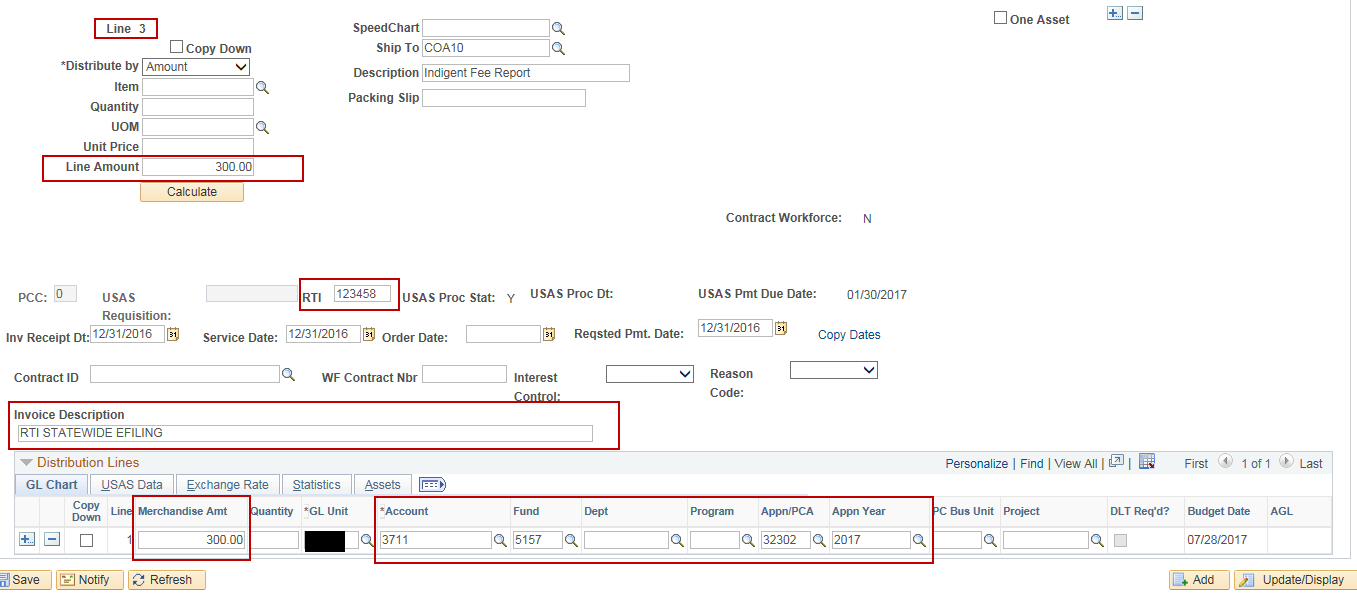 Line 3
Copy Down
*Distribute by Amount
Item
Quantity
UOM
Unit Price
Line Amount 300.00
Calculate
SpeedChart
Ship To COA10
Description Indigent Fee Report
Packing Slip
One Asset
Contract Workforce: N
PCC: 0 USAS Requisition: RTI 123458 USAS Proc Stat: Y USAS Proc Dt: USAS Pmt Due Date: 01/30/2017
Inv Receipt Dt: 12/31/2016 Service Date: 12/31/2016 Order Date: Reqsted Pmt. Date: 12/31/2016 Copy Dates
Contract ID WF Contract Nbr Interest Control: Reason Code:
Invoice Description
RTI STATEWIDE EFILING
Distribution Lines Personalize | Find | View All | | First 1 of 1 Last
GL Chart USAS Data Exchange Rate Statistics Assets
Copy Down Line Merchandise Amt Quantity *GL Unit *Account Fund Dept Program Appn/PCA Appn Year PC Bus Unit Project DLT Req'd? Budget Date AGL
1 300.00 3711 5157 32302 2017 07/28/2017
Save Notify Refresh Add Update/Display